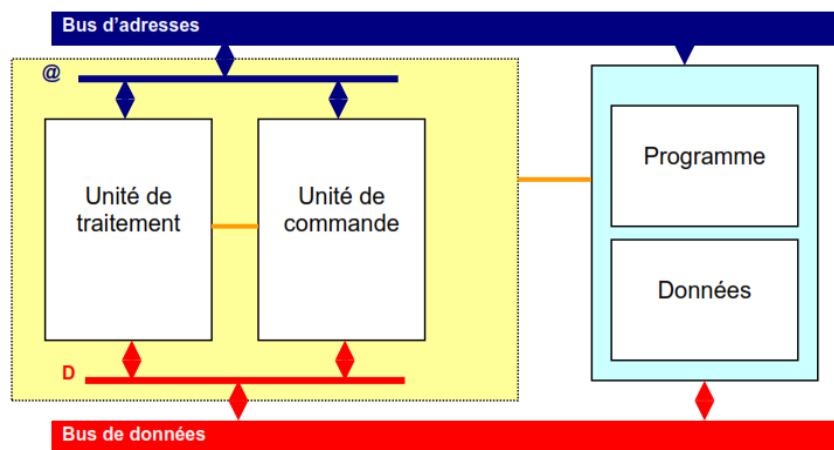 Bus d'adresses
@
Unité de
traitement
Unité de
commande
Programme
Données
D
Bus de données